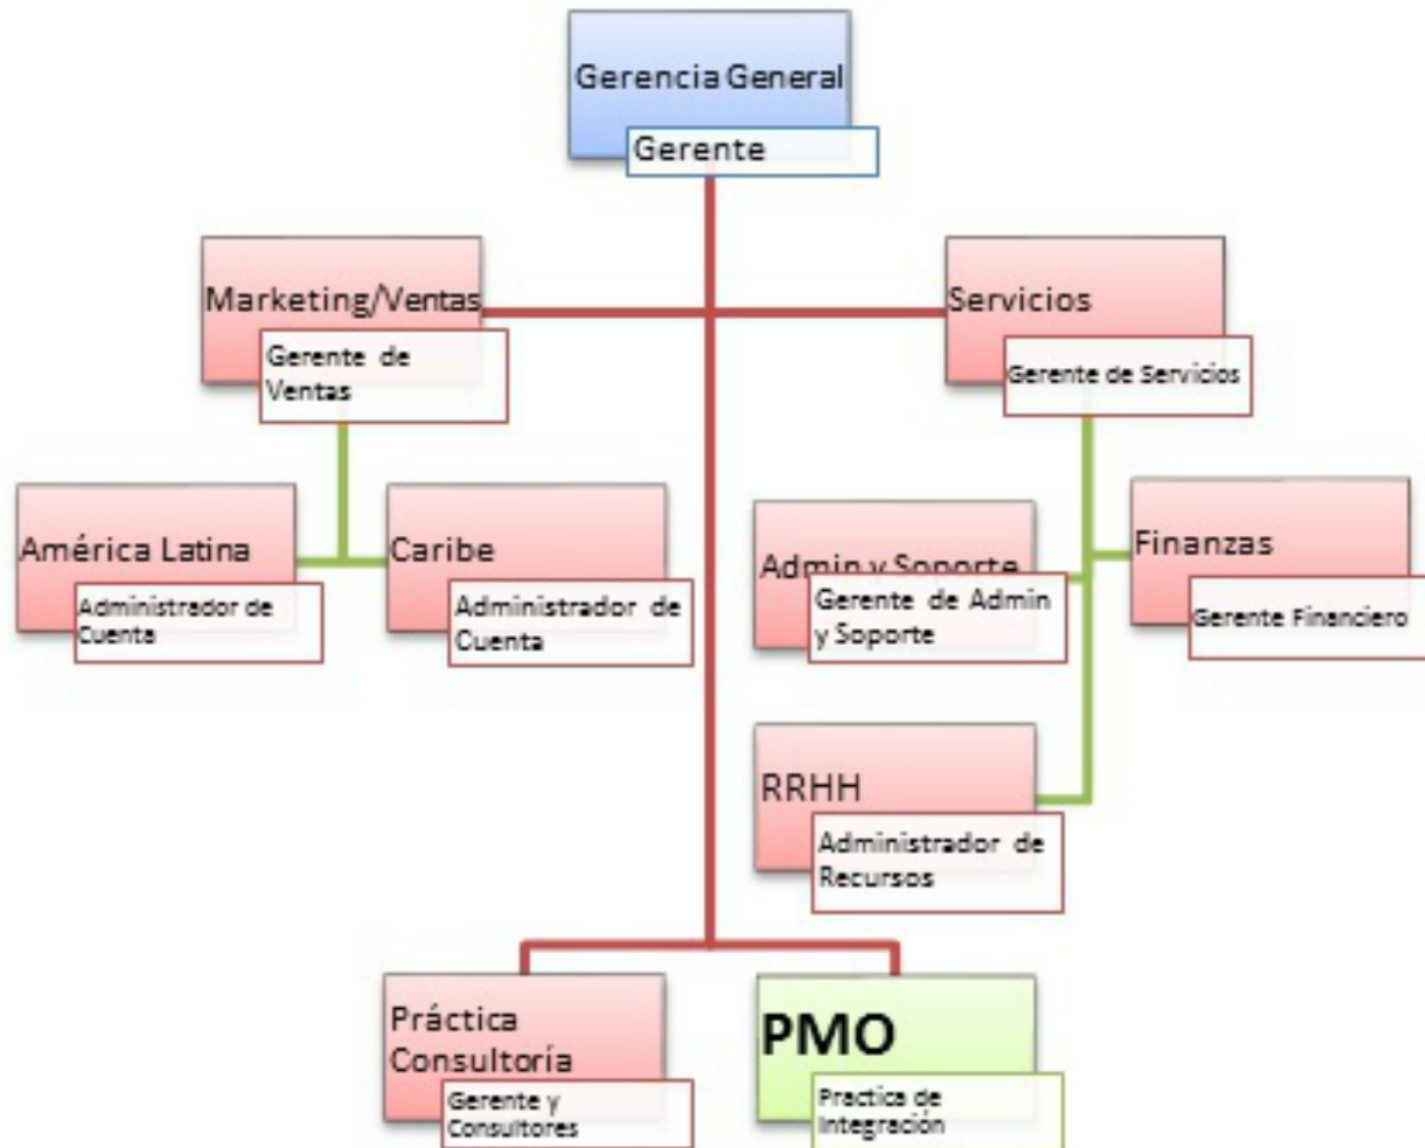 Gerencia General
Gerente
Marketing/Ventas
Gerente de
Ventas
Servicios
Gerente de Servicios
América Latina
Administrador de
Cuenta
Caribe
Administrador de
Cuenta
Admin y Soporte
Gerente de Admin
y Soporte
Finanzas
Gerente Financiero
RRHH
Administrador de
Recursos
Práctica
Consultoría
Gerente y
Consultores
PMO
Practica de
Integración